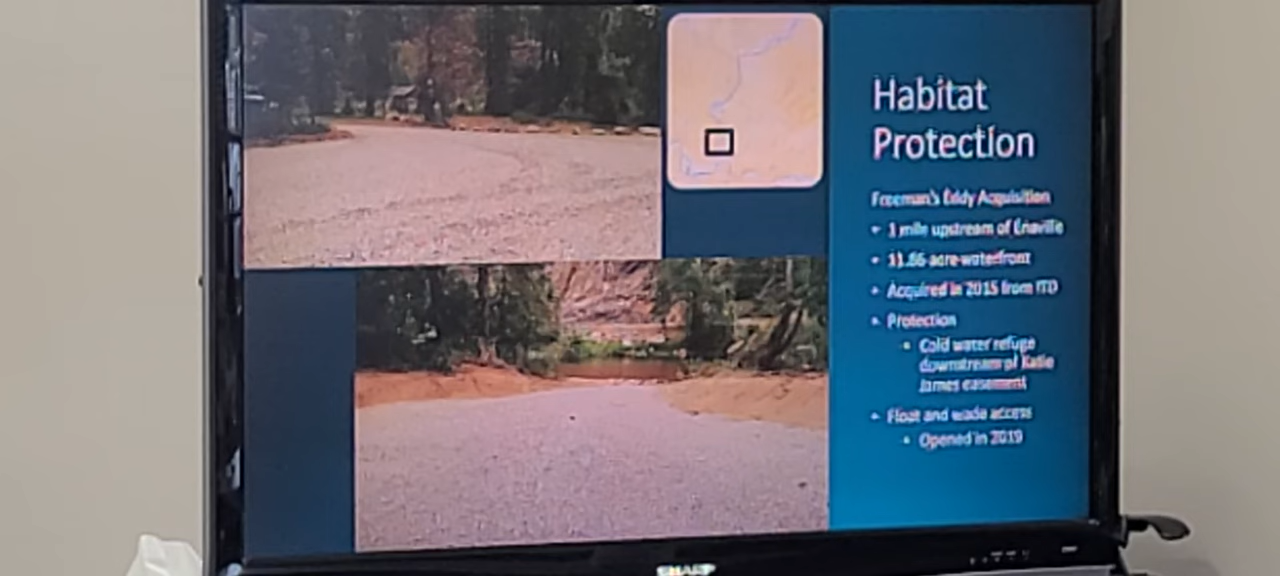 Habitat
Protection
Freeman's Eddy Acquisition
1 mile upstream of Enaville
11.86 acre waterfront
Acquired in 2015 from ITD
Protection
Cold water refuge
downstream of Katie
James easement
Float and wade access
Opened in 2019
SHARP